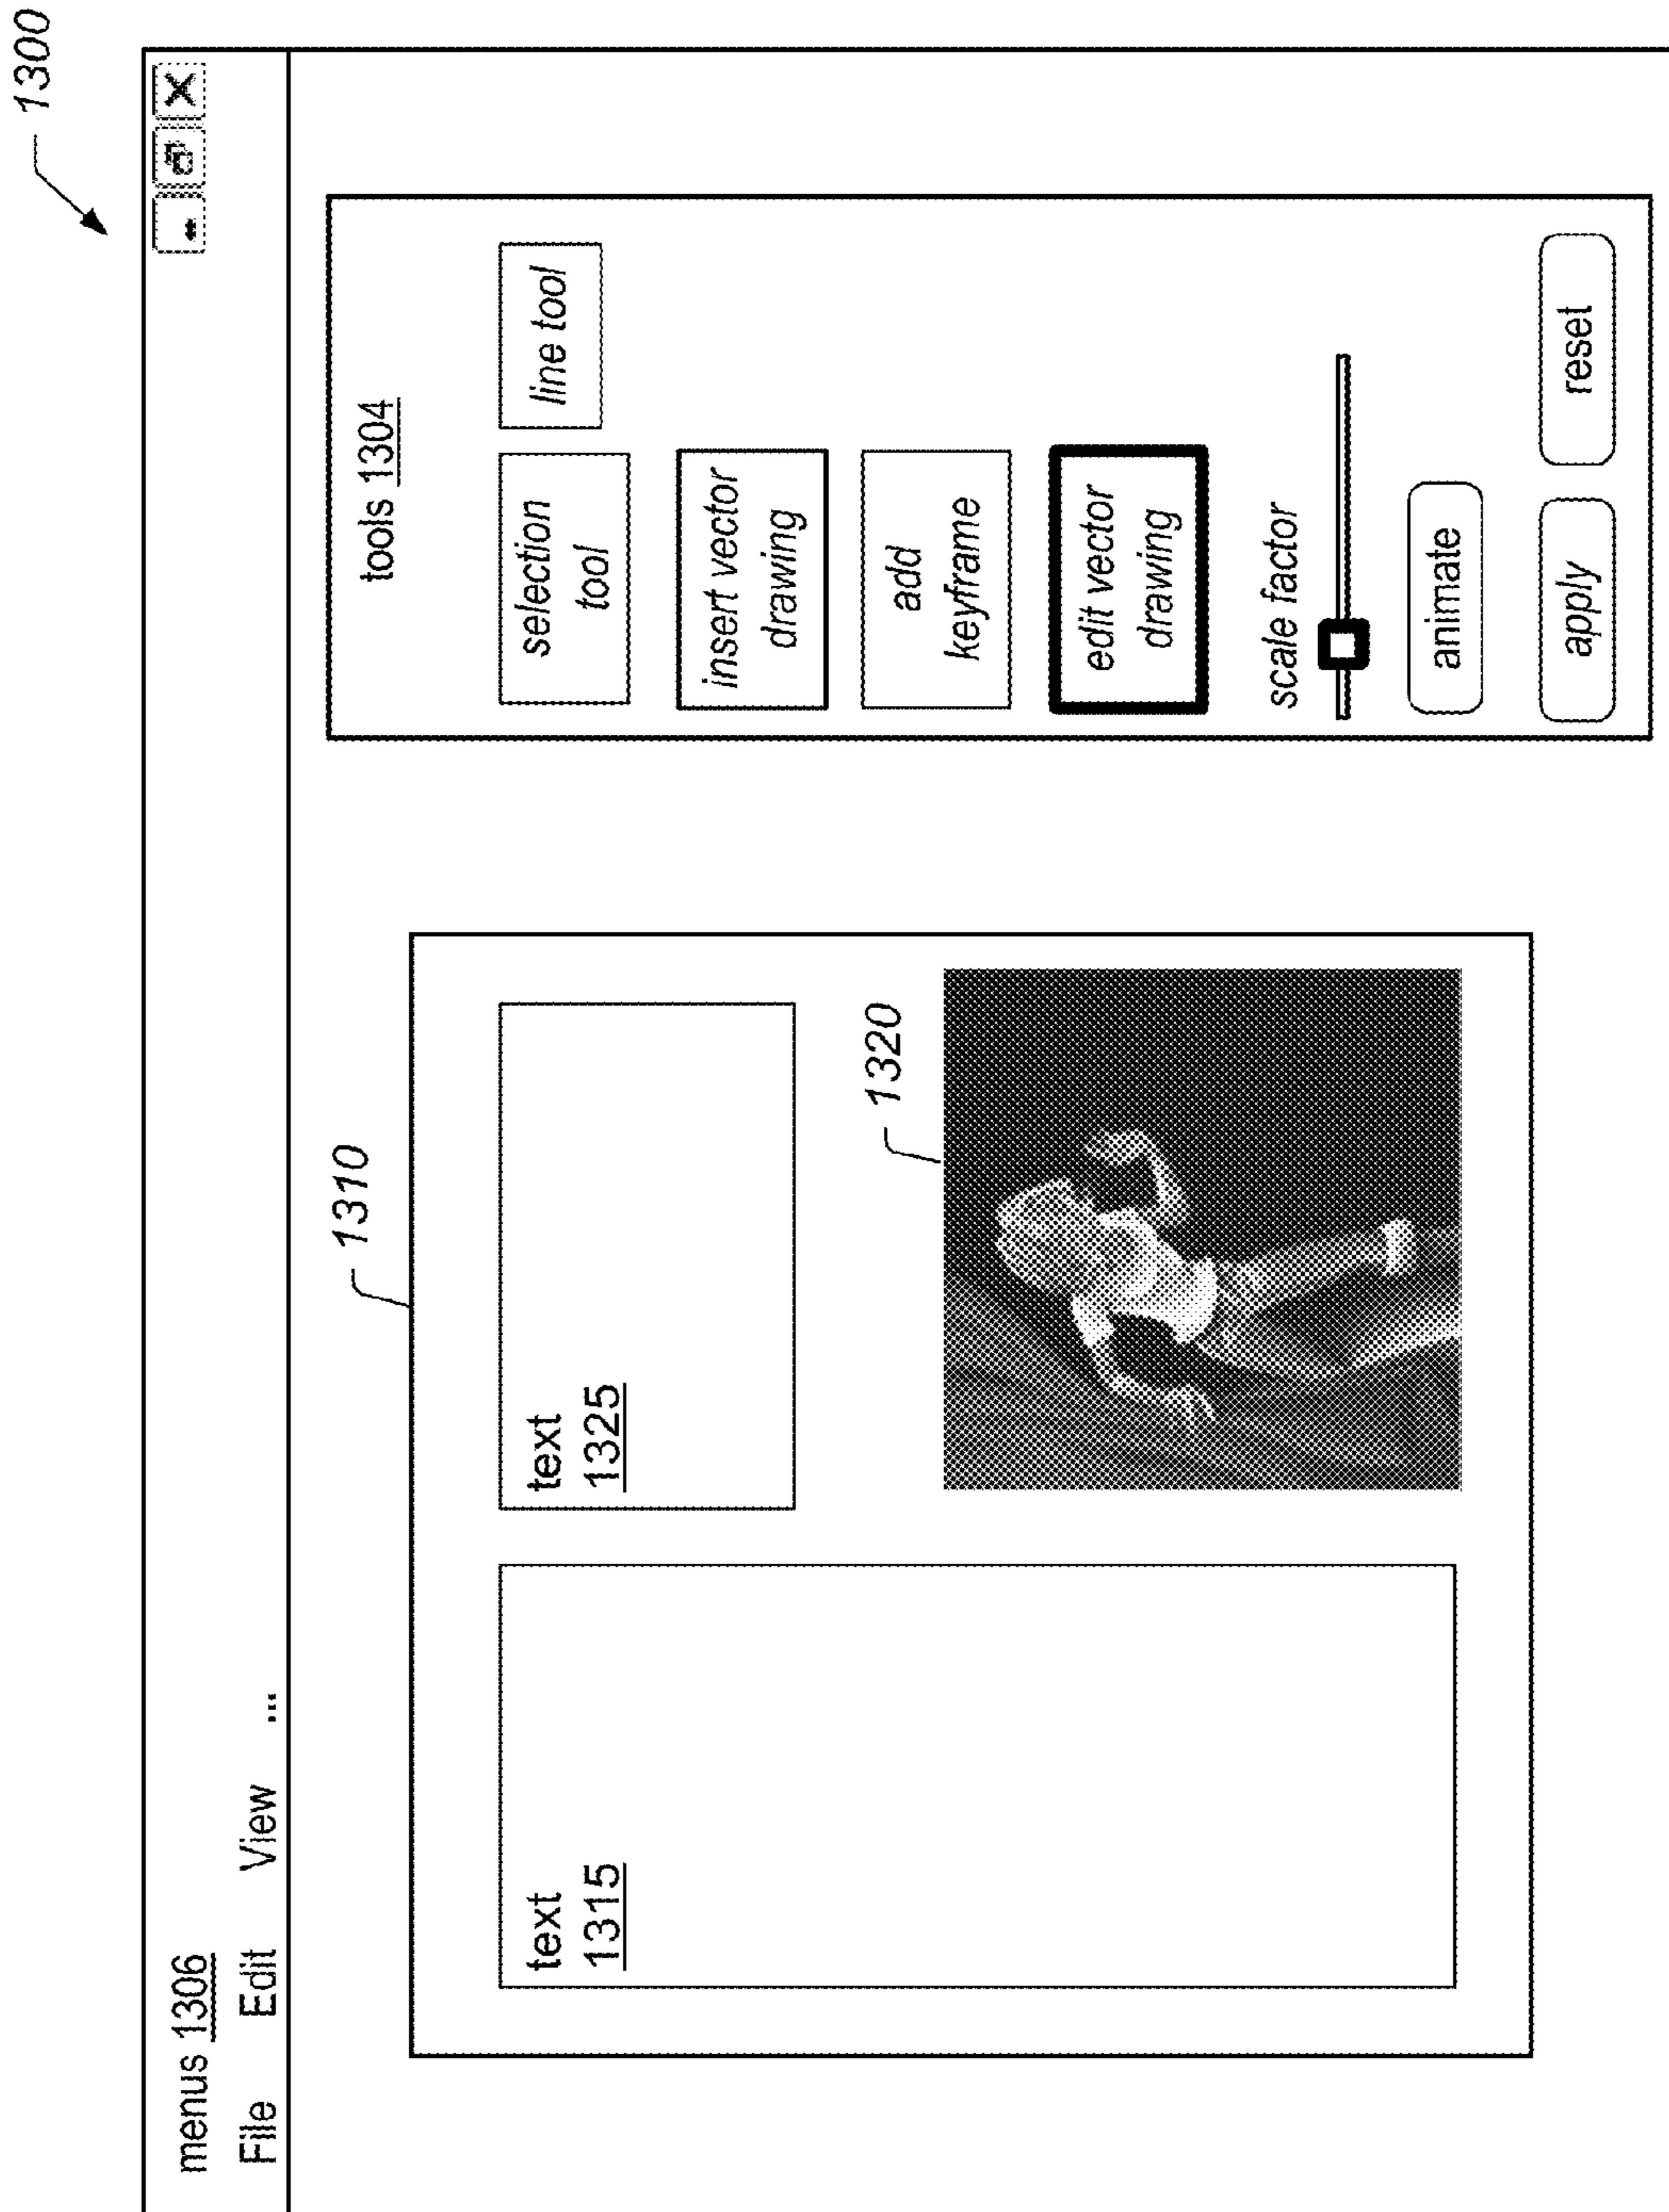 1300
menus 1306
File Edit View ...
1310
text
1315
text
1325
1320
tools 1304
selection
tool
line tool
insert vector
drawing
add
keyframe
edit vector
drawing
scale factor
animate
apply
reset